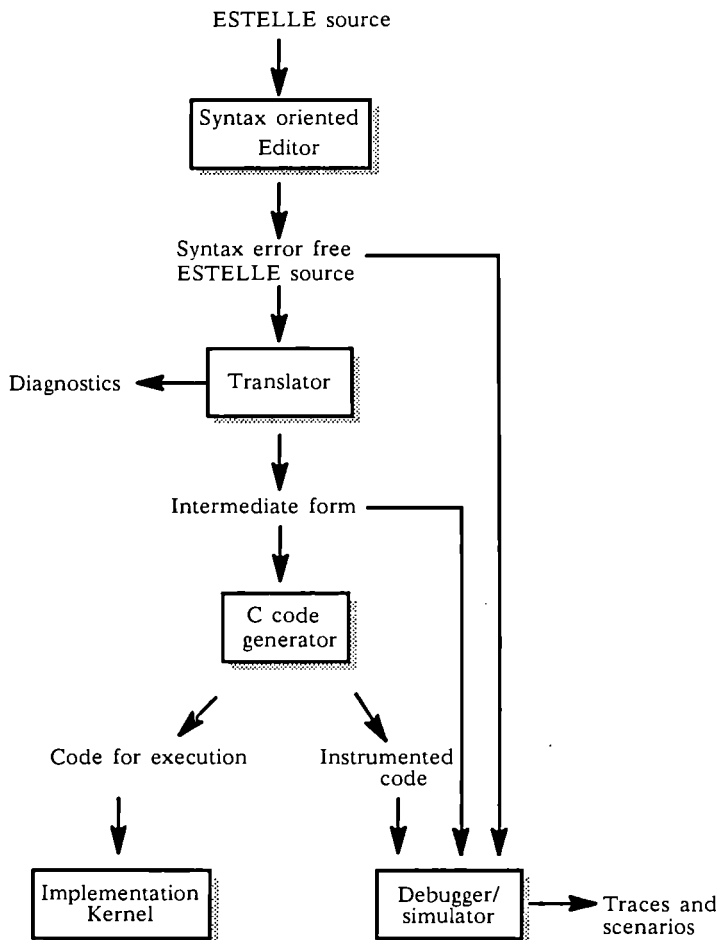 ESTELLE source
Syntax oriented
Editor
Syntax error free
ESTELLE source
Diagnostics
Translator
Intermediate form
C code
generator
Code for execution
Instrumented
code
Implementation
Kernel
Debugger/
simulator
Traces and
scenarios